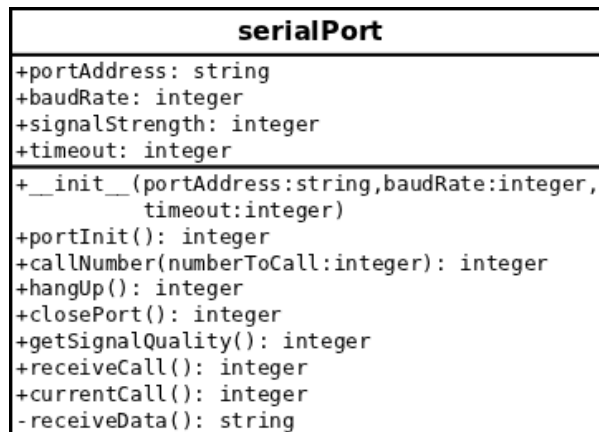 serialPort
+portAddress: string
+baudRate: integer
+signalStrength: integer
+timeout: integer
+__init__(portAddress:string,baudRate:integer,
timeout:integer)
+portInit(): integer
+callNumber(numberToCall:integer): integer
+hangUp(): integer
+closePort(): integer
+getSignalQuality(): integer
+receiveCall(): integer
+currentCall(): integer
-receiveData(): string